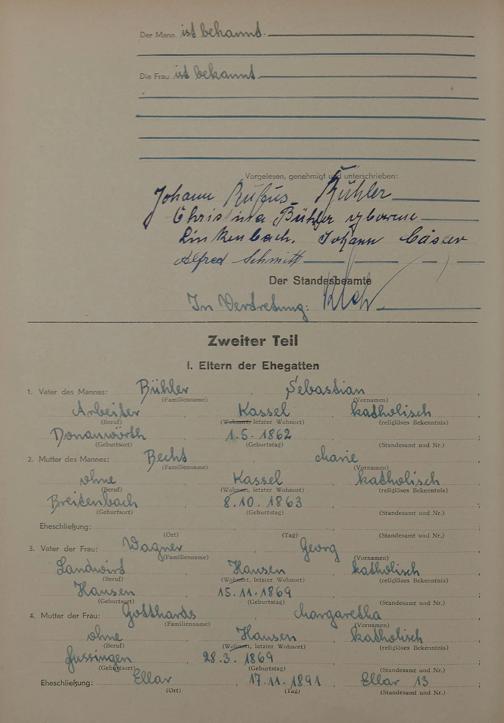 Der Mann ist bekannt
Die Frau ist bekannt
Vorgelesen, genehmigt und unterschrieben:
Johann Rufus Bühler
Christina Bühler geborene
Linkenbach. Johann Cäsar
Alfred Schmitt
Der Standesbeamte
In Vertretung:
Zweiter Teil
I. Eltern der Ehegatten
1. Vater des Mannes: Bühler Sebastian
(Familienname) (Vornamen)
Arbeiter Kassel katholisch
(Beruf) (Wohnort, letzter Wohnort) (religiöses Bekenntnis)
Donauwörth 1.5.1862
(Geburtsort) (Geburtstag) (Standesamt und Nr.)
2. Mutter des Mannes: Becht Marie
(Familienname) (Vornamen)
ohne Kassel katholisch
(Beruf) (Wohnort, letzter Wohnort) (religiöses Bekenntnis)
Breitenbach 8.10.1863
(Geburtsort) (Geburtstag) (Standesamt und Nr.)
Eheschließung:
(Ort) (Tag) (Standesamt und Nr.)
3. Vater der Frau: Wagner Georg
(Familienname) (Vornamen)
Landwirt Hausen katholisch
(Beruf) (Wohnort, letzter Wohnort) (religiöses Bekenntnis)
Hausen 15.11.1869
(Geburtsort) (Geburtstag) (Standesamt und Nr.)
4. Mutter der Frau: Gotthards Margaretha
(Familienname) (Vornamen)
ohne Hausen katholisch
(Beruf) (Wohnort, letzter Wohnort) (religiöses Bekenntnis)
28.3.1869
(Geburtsort) (Geburtstag) (Standesamt und Nr.)
Eheschließung: Ellar 17.11.1891 Ellar 13
(Ort) (Tag) (Standesamt und Nr.)